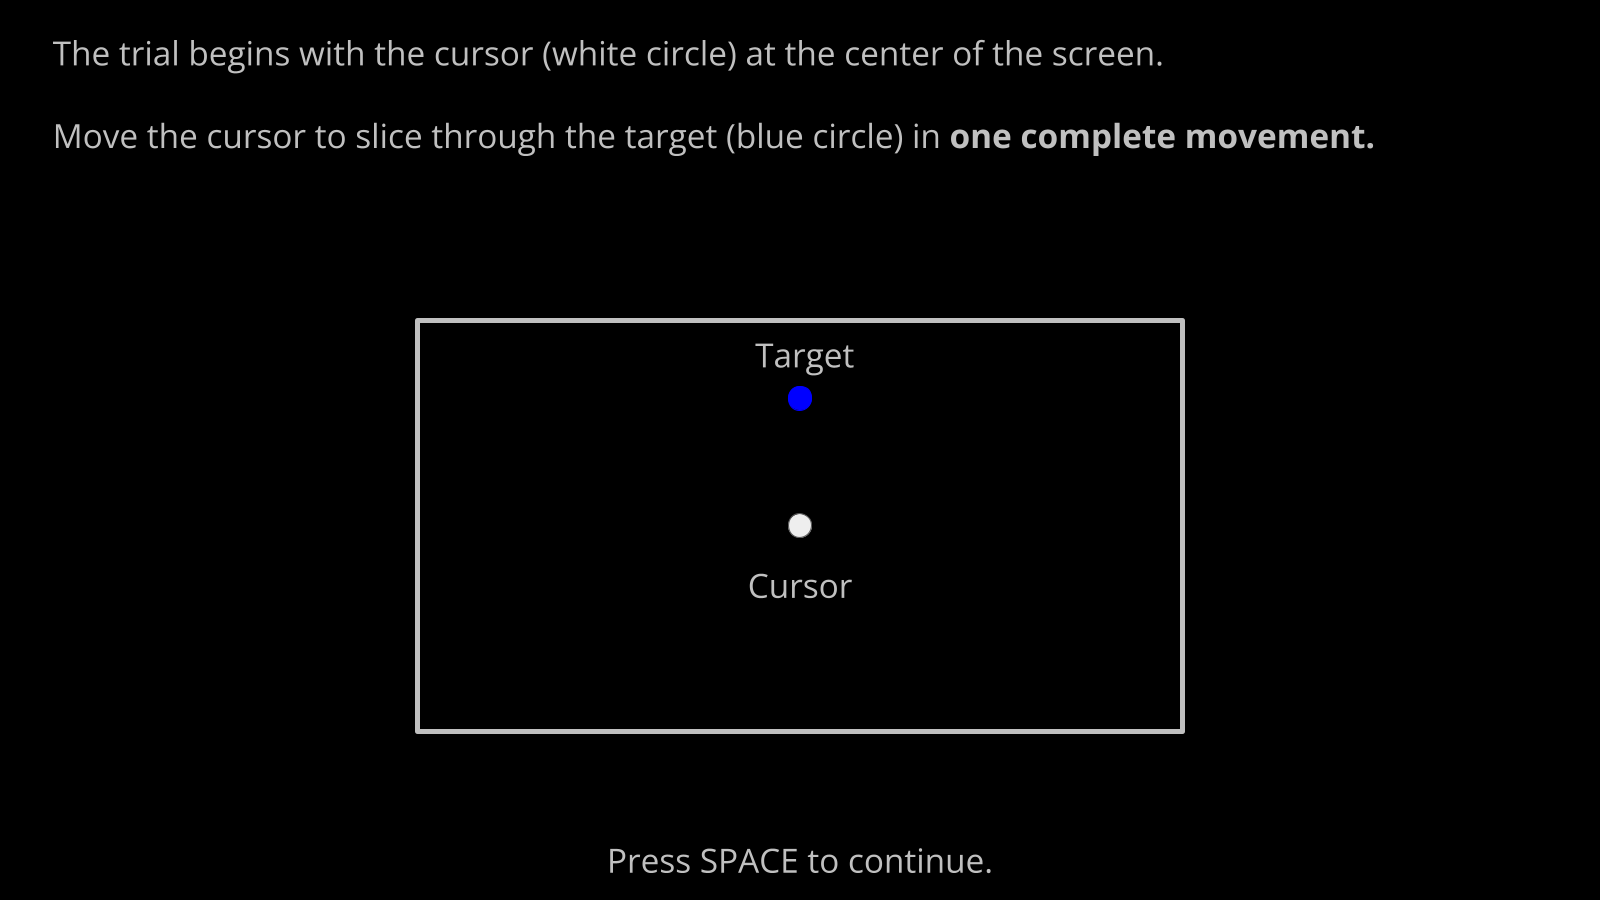 The trial begins with the cursor (white circle) at the center of the screen.
Move the cursor to slice through the target (blue circle) in one complete movement.
Target
Cursor
Press SPACE to continue.